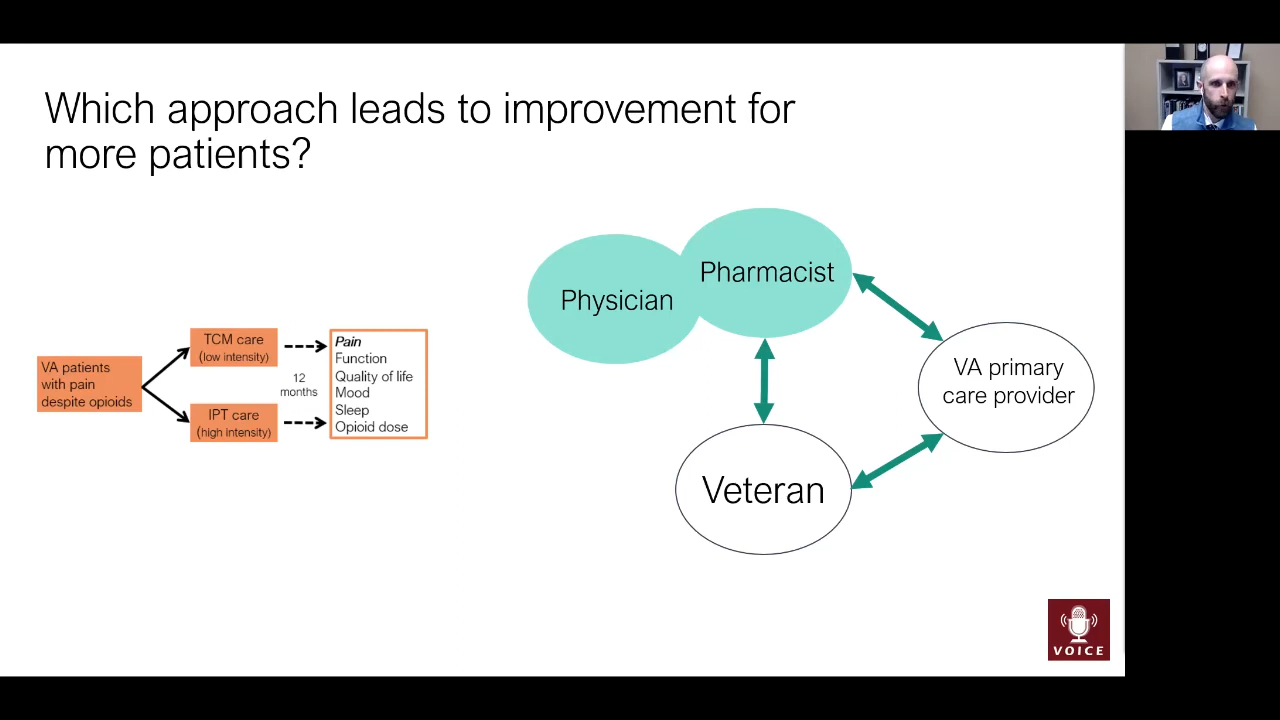 Which approach leads to improvement for
more patients?
VA patients
with pain
despite opioids
TCM care
(low intensity)
IPT care
(high intensity)
12
months
Pain
Function
Quality of life
Mood
Sleep
Opioid dose
Physician
Pharmacist
VA primary
care provider
Veteran
VOICE